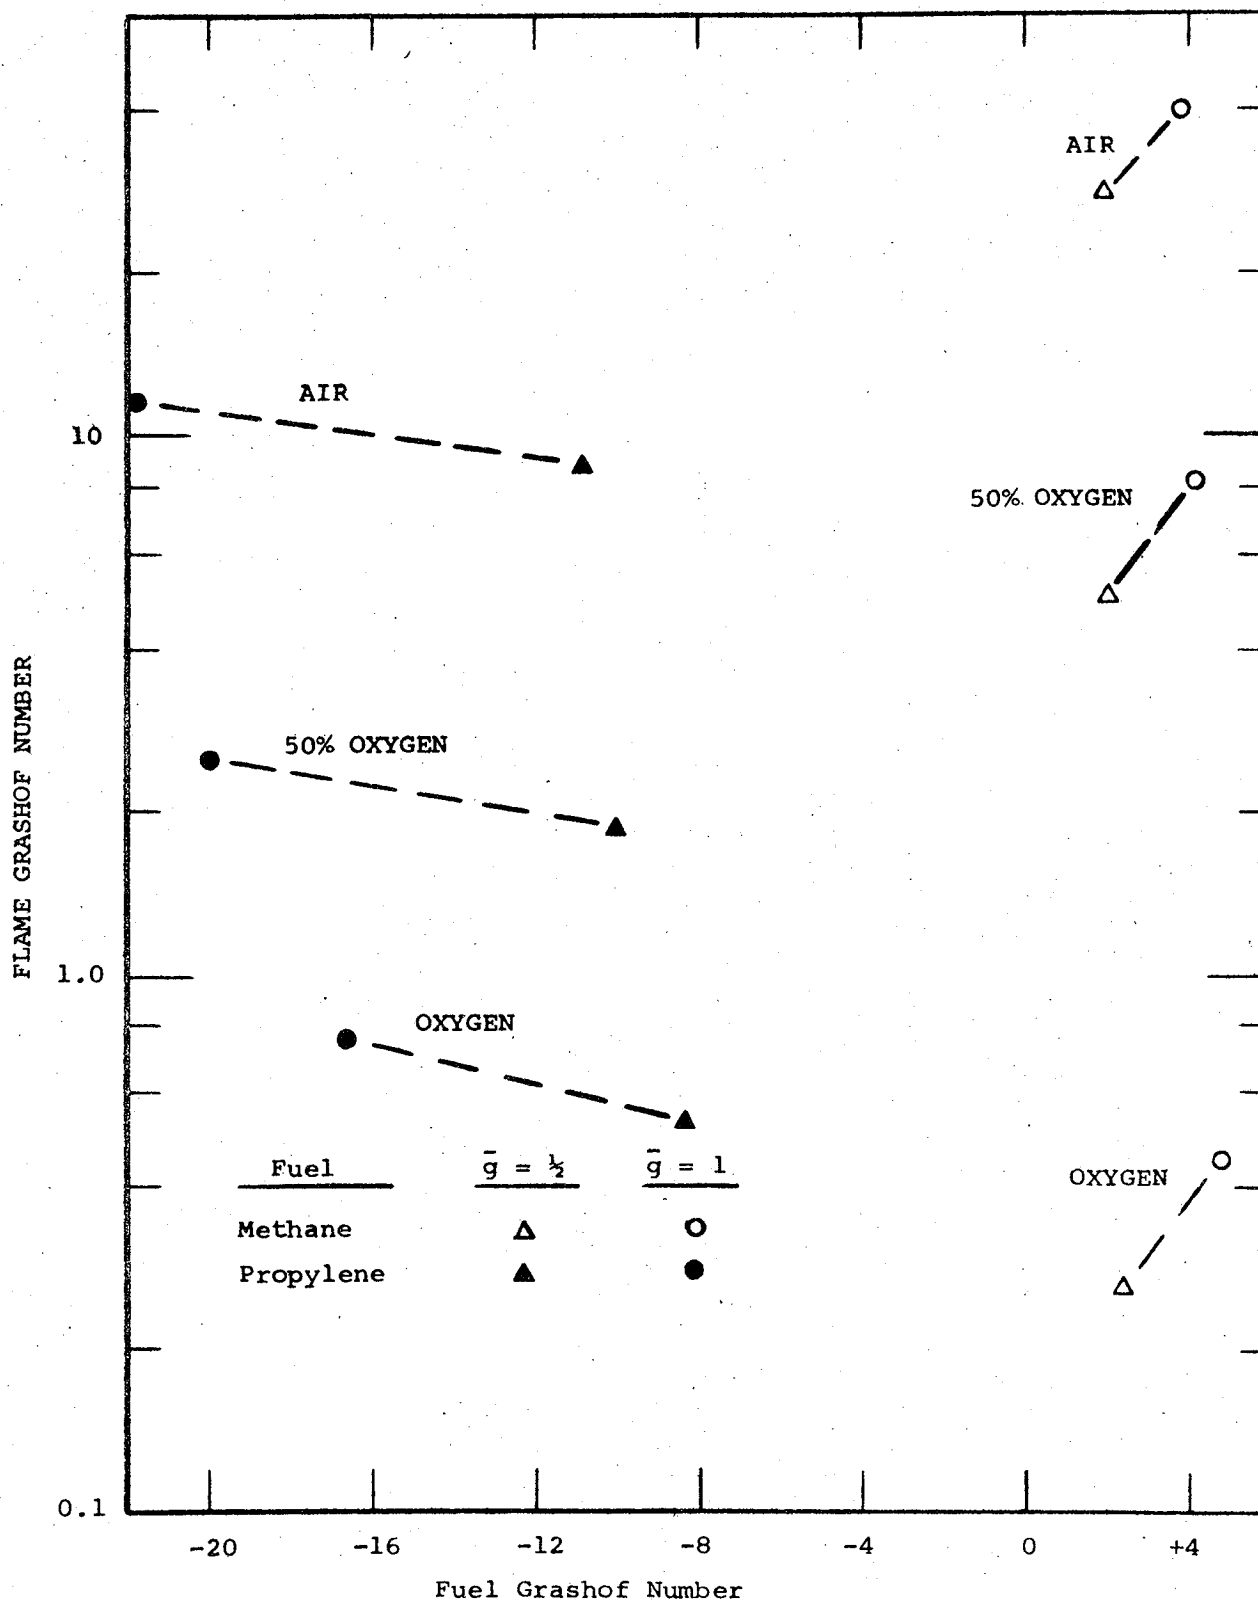 AIR
AIR
10
50% OXYGEN
FLAME GRASHOF NUMBER
50% OXYGEN
1.0
OXYGEN
Fuel g̅ = ½ g̅ = 1
OXYGEN
Methane
Propylene
0.1
-20 -16 -12 -8 -4 0 +4
Fuel Grashof Number